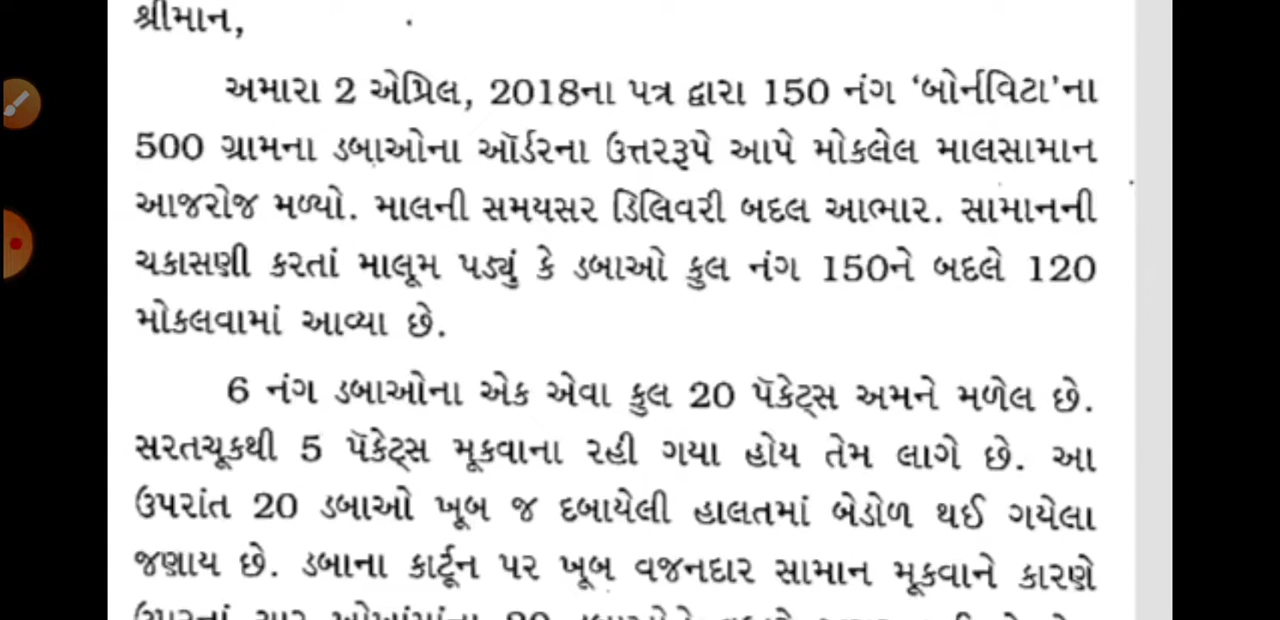 શ્રીમાન,
અમારા 2 એપ્રિલ, 2018ના પત્ર દ્વારા 150 નંગ ‘બોર્નવિટા’ના
500 ગ્રામના ડબાઓના ઑર્ડરના ઉત્તરરૂપે આપે મોકલેલ માલસામાન
આજરોજ મળ્યો. માલની સમયસર ડિલિવરી બદલ આભાર. સામાનની
ચકાસણી કરતાં માલૂમ પડ્યું કે ડબાઓ કુલ નંગ 150ને બદલે 120
મોકલવામાં આવ્યા છે.
6 નંગ ડબાઓના એક એવા કુલ 20 પૅકેટ્સ અમને મળેલ છે.
સરતચૂકથી 5 પૅકેટ્સ મૂકવાના રહી ગયા હોય તેમ લાગે છે. આ
ઉપરાંત 20 ડબાઓ ખૂબ જ દબાયેલી હાલતમાં બેડોળ થઈ ગયેલા
જણાય છે. ડબાના કાર્ટૂન પર ખૂબ વજનદાર સામાન મૂકવાને કારણે